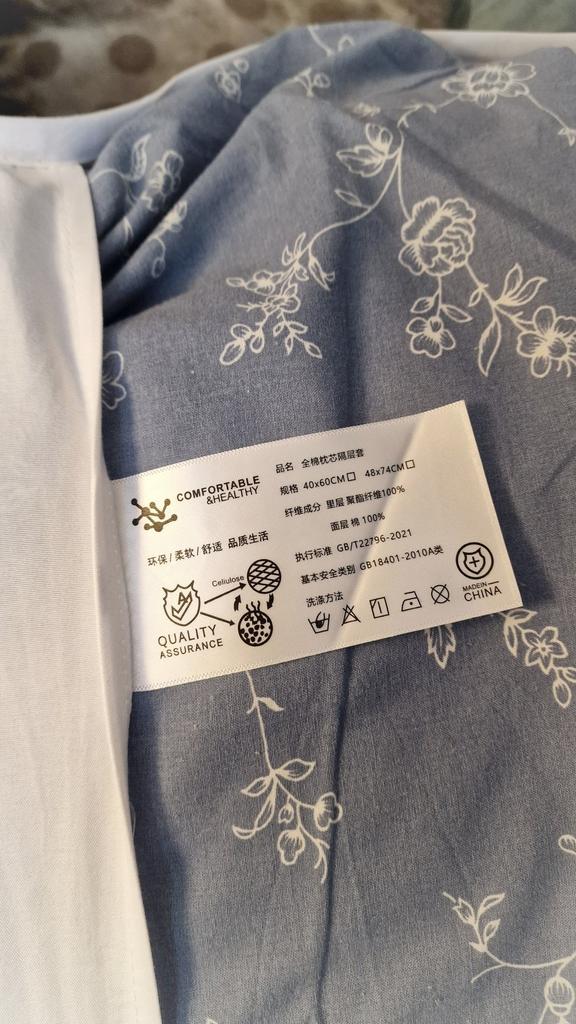 COMFORTABLE
&HEALTHY
环保/柔软/舒适 品质生活
Cellulose
QUALITY
ASSURANCE
品名 全棉枕芯隔层套
规格 40x60CM□ 48x74CM□
纤维成分 里层 聚酯纤维100%
面层 棉 100%
执行标准 GB/T22796-2021
基本安全类别 GB18401-2010A类
洗涤方法
MADE IN
CHINA